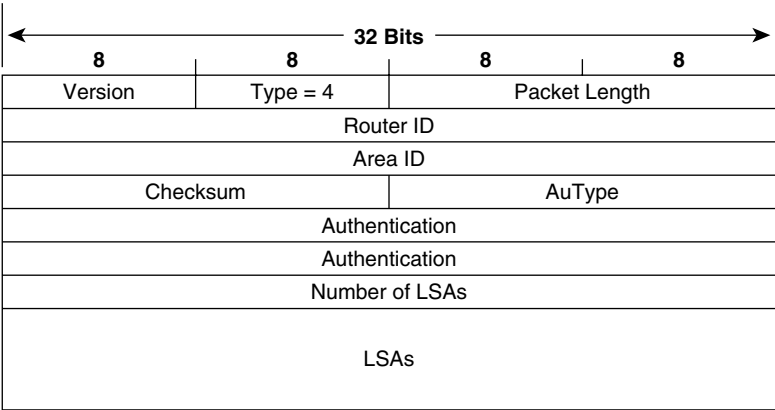 32 Bits
8 8 8 8
Version Type = 4 Packet Length
Router ID
Area ID
Checksum AuType
Authentication
Authentication
Number of LSAs
LSAs